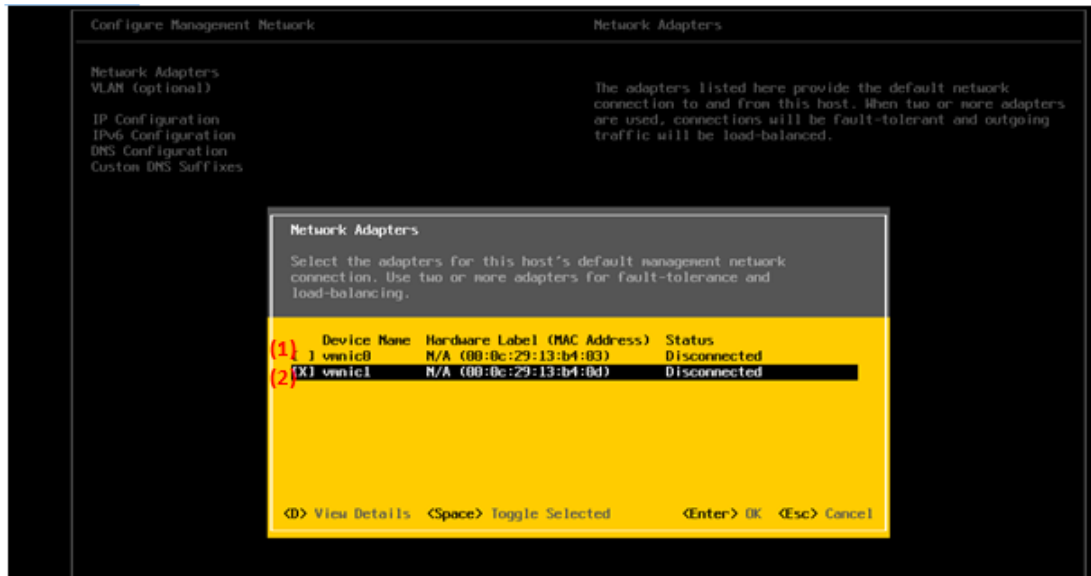 Configure Management Network
Network Adapters
Network Adapters
VLAN (optional)
IP Configuration
IPv6 Configuration
DNS Configuration
Custom DNS Suffixes
The adapters listed here provide the default network
connection to and from this host. When two or more adapters
are used, connections will be fault-tolerant and outgoing
traffic will be load-balanced.
Network Adapters
Select the adapters for this host's default management network
connection. Use two or more adapters for fault-tolerance and
load-balancing.
Device Name Hardware Label (MAC Address) Status
(1) [ ] vmnic0 N/A (00:0c:29:13:b4:03) Disconnected
(2) [X] vmnic1 N/A (00:0c:29:13:b4:0d) Disconnected
<D> View Details <Space> Toggle Selected <Enter> OK <Esc> Cancel